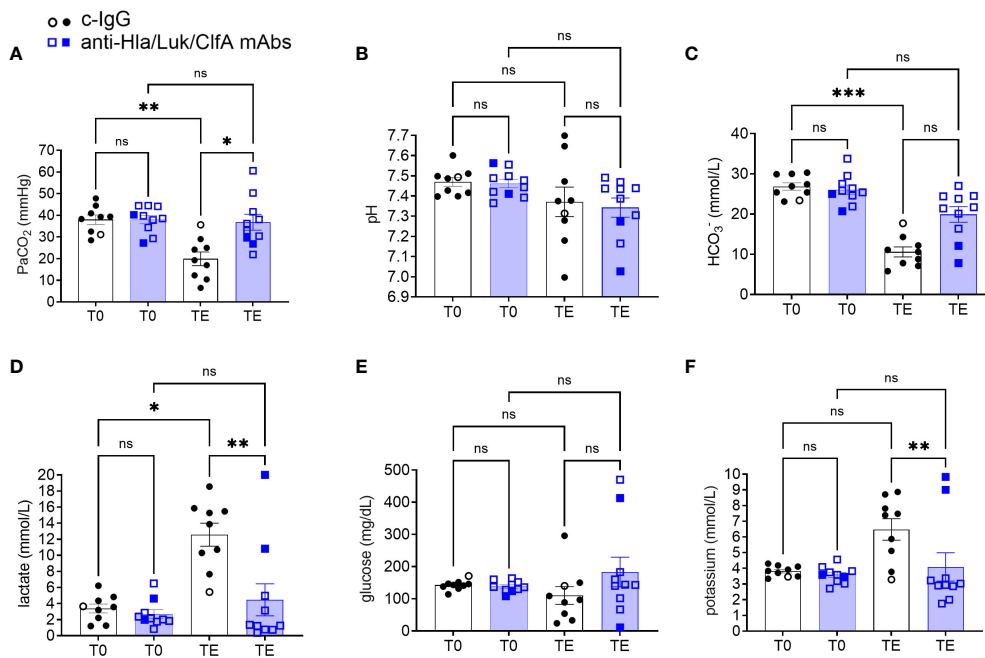 c-IgG
anti-Hla/Luk/ClfA mAbs
A
ns
**
ns
*
PaCO2 (mmHg)
70
60
50
40
30
20
10
0
T0 T0 TE TE
B
ns
ns
ns
ns
pH
7.7
7.6
7.5
7.4
7.3
7.2
7.1
7.0
6.9
T0 T0 TE TE
C
ns
***
ns
ns
HCO3- (mmol/L)
40
30
20
10
0
T0 T0 TE TE
D
ns
*
ns
**
lactate (mmol/L)
20
18
16
14
12
10
8
6
4
2
0
T0 T0 TE TE
E
ns
ns
ns
ns
glucose (mg/dL)
500
400
300
200
100
0
T0 T0 TE TE
F
ns
ns
ns
**
potassium (mmol/L)
10
9
8
7
6
5
4
3
2
1
0
T0 T0 TE TE